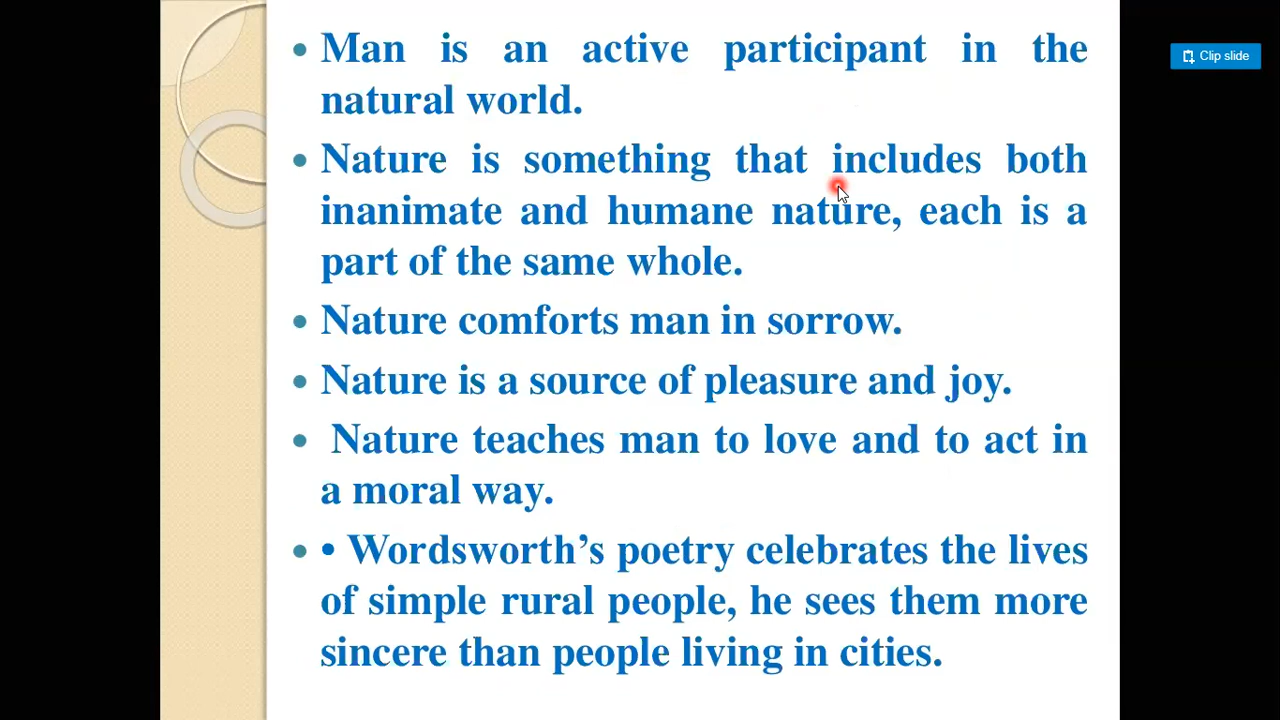 • Man is an active participant in the
natural world.
• Nature is something that includes both
inanimate and humane nature, each is a
part of the same whole.
• Nature comforts man in sorrow.
• Nature is a source of pleasure and joy.
• Nature teaches man to love and to act in
a moral way.
• • Wordsworth’s poetry celebrates the lives
of simple rural people, he sees them more
sincere than people living in cities.
Clip slide